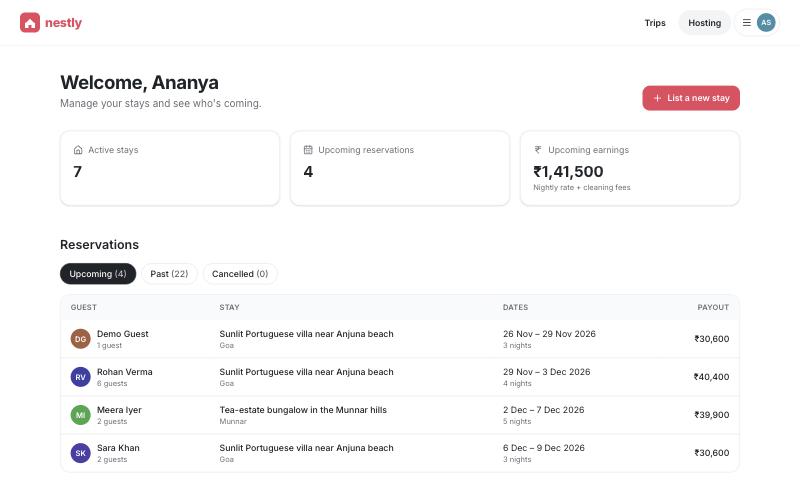 nestly
Trips
Hosting
AS
Welcome, Ananya
Manage your stays and see who's coming.
+ List a new stay
Active stays
7
Upcoming reservations
4
₹ Upcoming earnings
₹1,41,500
Nightly rate + cleaning fees
Reservations
Upcoming (4)
Past (22)
Cancelled (0)
GUEST STAY DATES PAYOUT
DG Demo Guest Sunlit Portuguese villa near Anjuna beach 26 Nov – 29 Nov 2026 ₹30,600
1 guest Goa 3 nights
RV Rohan Verma Sunlit Portuguese villa near Anjuna beach 29 Nov – 3 Dec 2026 ₹40,400
6 guests Goa 4 nights
MI Meera Iyer Tea-estate bungalow in the Munnar hills 2 Dec – 7 Dec 2026 ₹39,900
2 guests Munnar 5 nights
SK Sara Khan Sunlit Portuguese villa near Anjuna beach 6 Dec – 9 Dec 2026 ₹30,600
2 guests Goa 3 nights